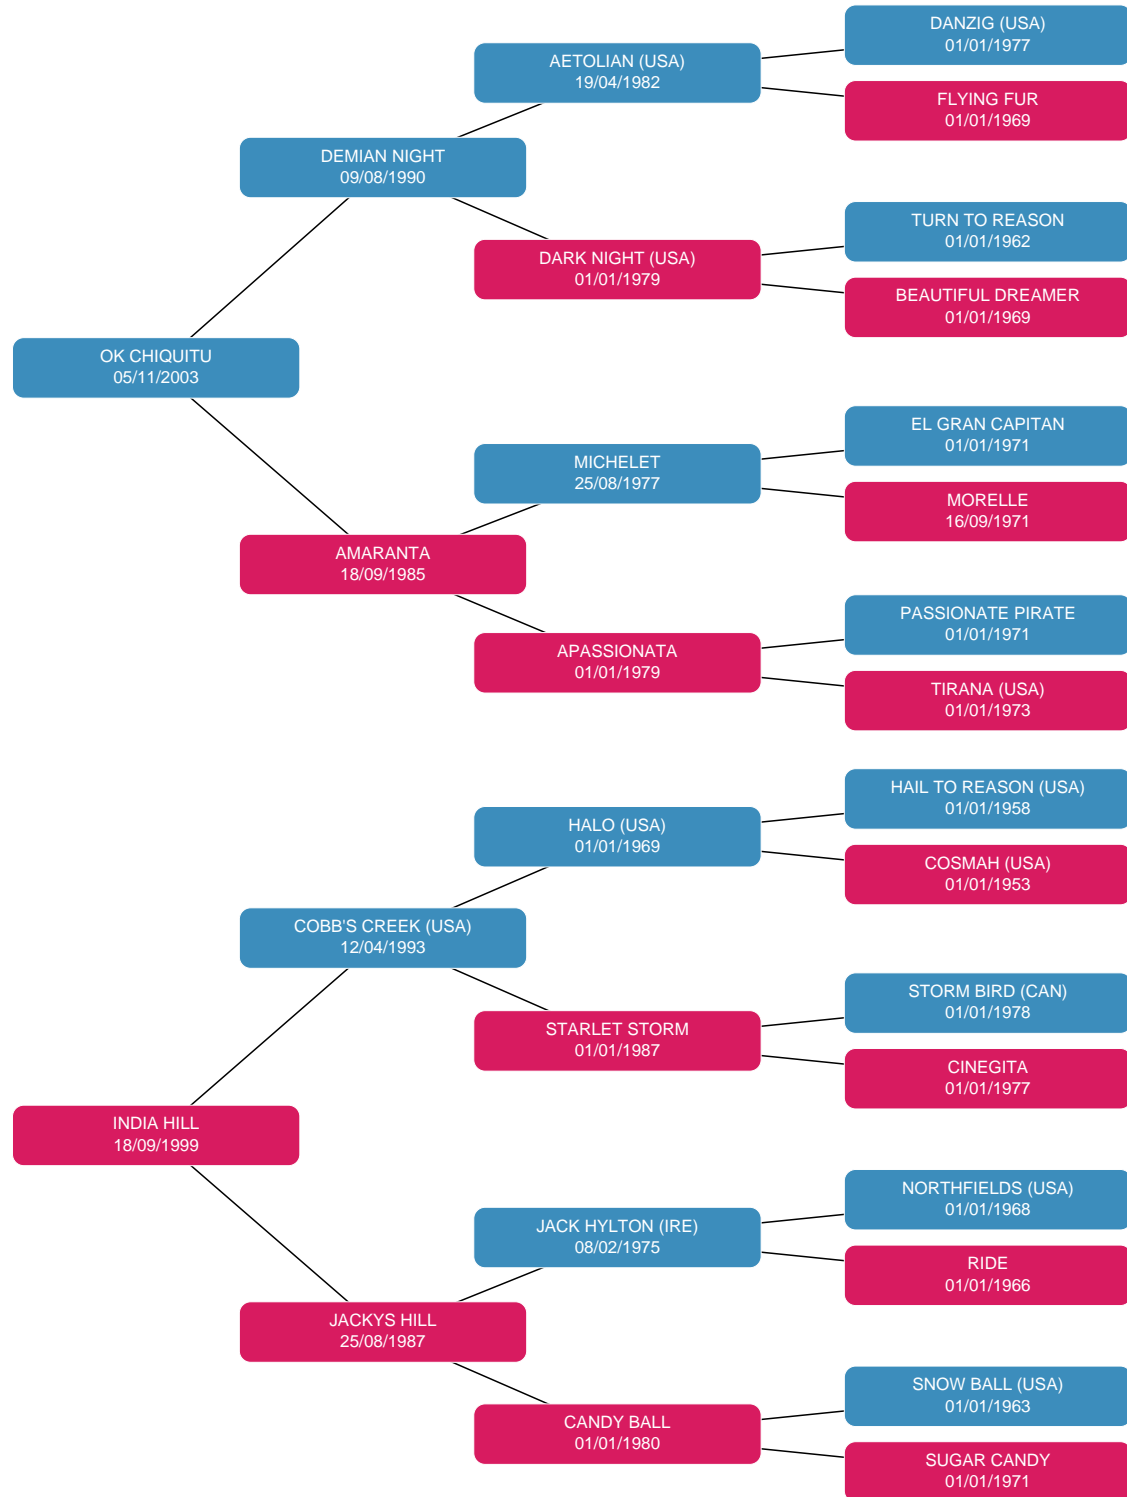 DANZIG (USA)
01/01/1977
AETOLIAN (USA)
19/04/1982
FLYING FUR
01/01/1969
DEMIAN NIGHT
09/08/1990
TURN TO REASON
01/01/1962
DARK NIGHT (USA)
01/01/1979
BEAUTIFUL DREAMER
01/01/1969
OK CHIQUITU
05/11/2003
EL GRAN CAPITAN
01/01/1971
MICHELET
25/08/1977
MORELLE
16/09/1971
AMARANTA
18/09/1985
PASSIONATE PIRATE
01/01/1971
APASSIONATA
01/01/1979
TIRANA (USA)
01/01/1973
HAIL TO REASON (USA)
01/01/1958
HALO (USA)
01/01/1969
COSMAH (USA)
01/01/1953
COBB'S CREEK (USA)
12/04/1993
STORM BIRD (CAN)
01/01/1978
STARLET STORM
01/01/1987
CINEGITA
01/01/1977
INDIA HILL
18/09/1999
NORTHFIELDS (USA)
01/01/1968
JACK HYLTON (IRE)
08/02/1975
RIDE
01/01/1966
JACKYS HILL
25/08/1987
SNOW BALL (USA)
01/01/1963
CANDY BALL
01/01/1980
SUGAR CANDY
01/01/1971